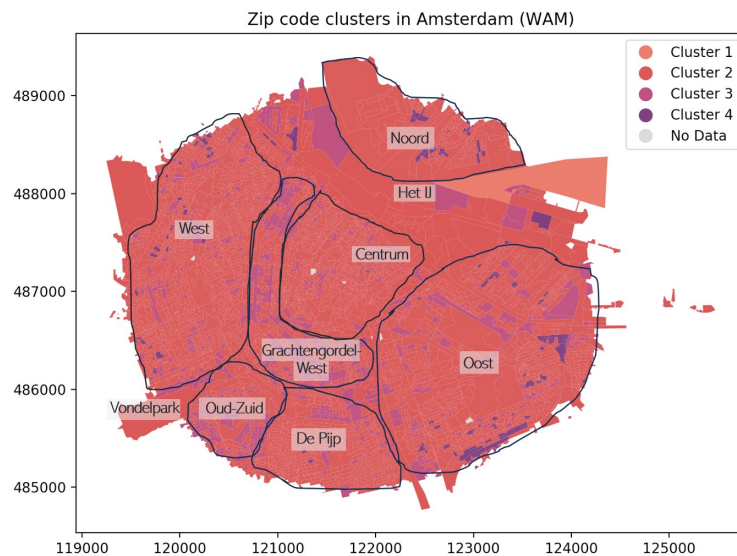 Zip code clusters in Amsterdam (WAM)
Cluster 1
Cluster 2
Cluster 3
Cluster 4
No Data
489000
488000
487000
486000
485000
Noord
Het IJ
West
Centrum
Grachtengordel-
West
Oost
Vondelpark
Oud-Zuid
De Pijp
119000
120000
121000
122000
123000
124000
125000